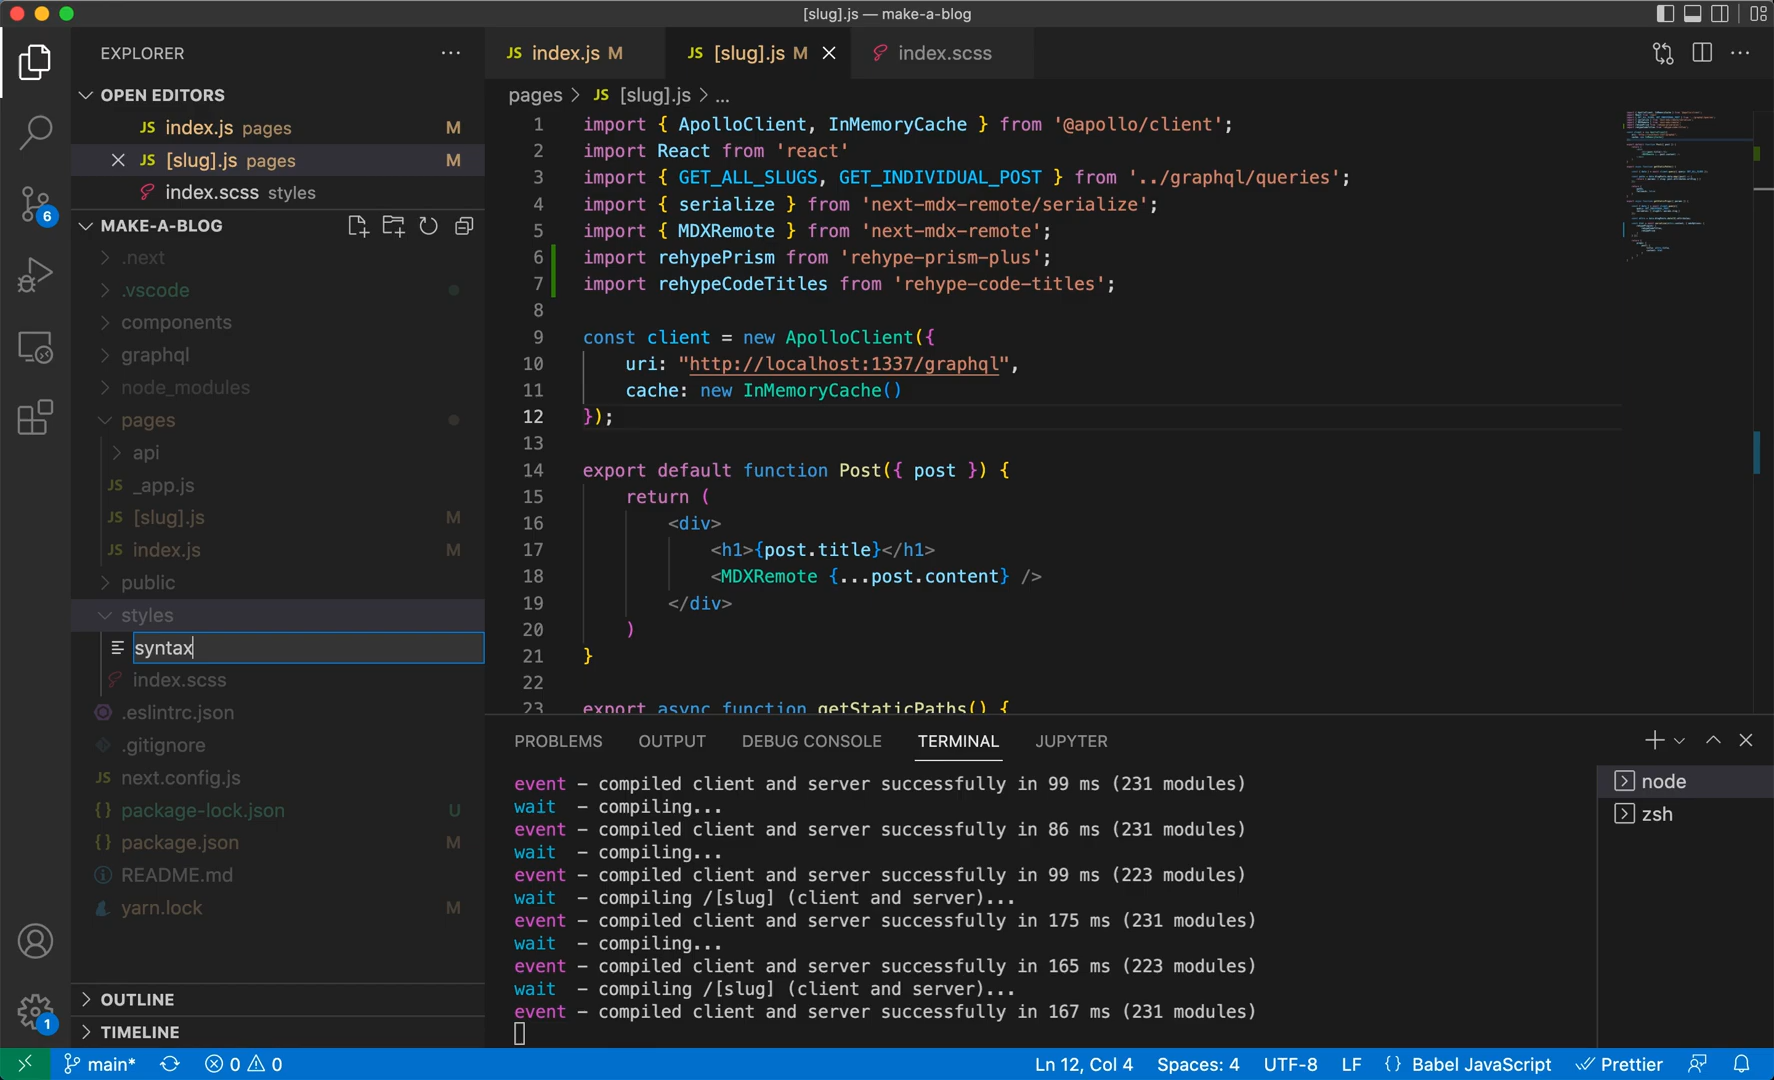 [slug].js — make-a-blog
EXPLORER
OPEN EDITORS
JS index.js pages M
JS [slug].js pages M
index.scss styles
MAKE-A-BLOG
.next
.vscode
components
graphql
node_modules
pages
api
JS _app.js
JS [slug].js M
JS index.js M
public
styles
syntax
index.scss
.eslintrc.json
.gitignore
JS next.config.js
{} package-lock.json U
{} package.json M
README.md
yarn.lock M
OUTLINE
TIMELINE
6
1
JS index.js M
JS [slug].js M
index.scss
pages > JS [slug].js > ...
1 import { ApolloClient, InMemoryCache } from '@apollo/client';
2 import React from 'react'
3 import { GET_ALL_SLUGS, GET_INDIVIDUAL_POST } from '../graphql/queries';
4 import { serialize } from 'next-mdx-remote/serialize';
5 import { MDXRemote } from 'next-mdx-remote';
6 import rehypePrism from 'rehype-prism-plus';
7 import rehypeCodeTitles from 'rehype-code-titles';
8
9 const client = new ApolloClient({
10 uri: "http://localhost:1337/graphql",
11 cache: new InMemoryCache()
12 });
13
14 export default function Post({ post }) {
15 return (
16 <div>
17 <h1>{post.title}</h1>
18 <MDXRemote {...post.content} />
19 </div>
20 )
21 }
22
23 export async function getStaticPaths() {
PROBLEMS OUTPUT DEBUG CONSOLE TERMINAL JUPYTER
event - compiled client and server successfully in 99 ms (231 modules)
wait - compiling...
event - compiled client and server successfully in 86 ms (231 modules)
wait - compiling...
event - compiled client and server successfully in 99 ms (223 modules)
wait - compiling /[slug] (client and server)...
event - compiled client and server successfully in 175 ms (231 modules)
wait - compiling...
event - compiled client and server successfully in 165 ms (223 modules)
wait - compiling /[slug] (client and server)...
event - compiled client and server successfully in 167 ms (231 modules)
node
zsh
main* 0 0 Ln 12, Col 4 Spaces: 4 UTF-8 LF {} Babel JavaScript Prettier